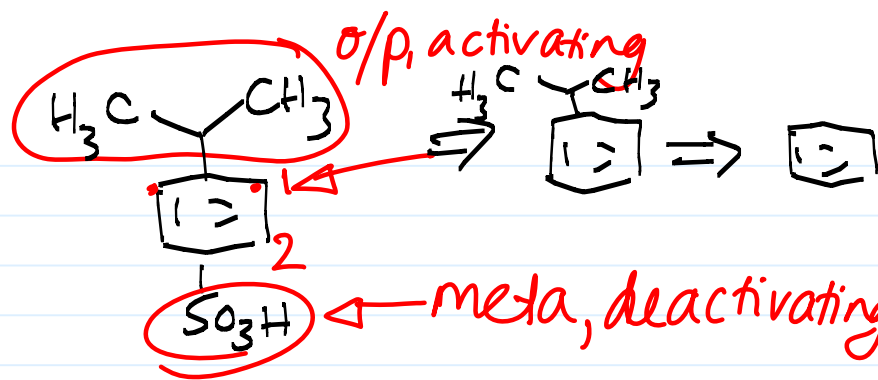 o/p, activating
H3C CH3
H3C CH3
1
2
SO3H
meta, deactivating